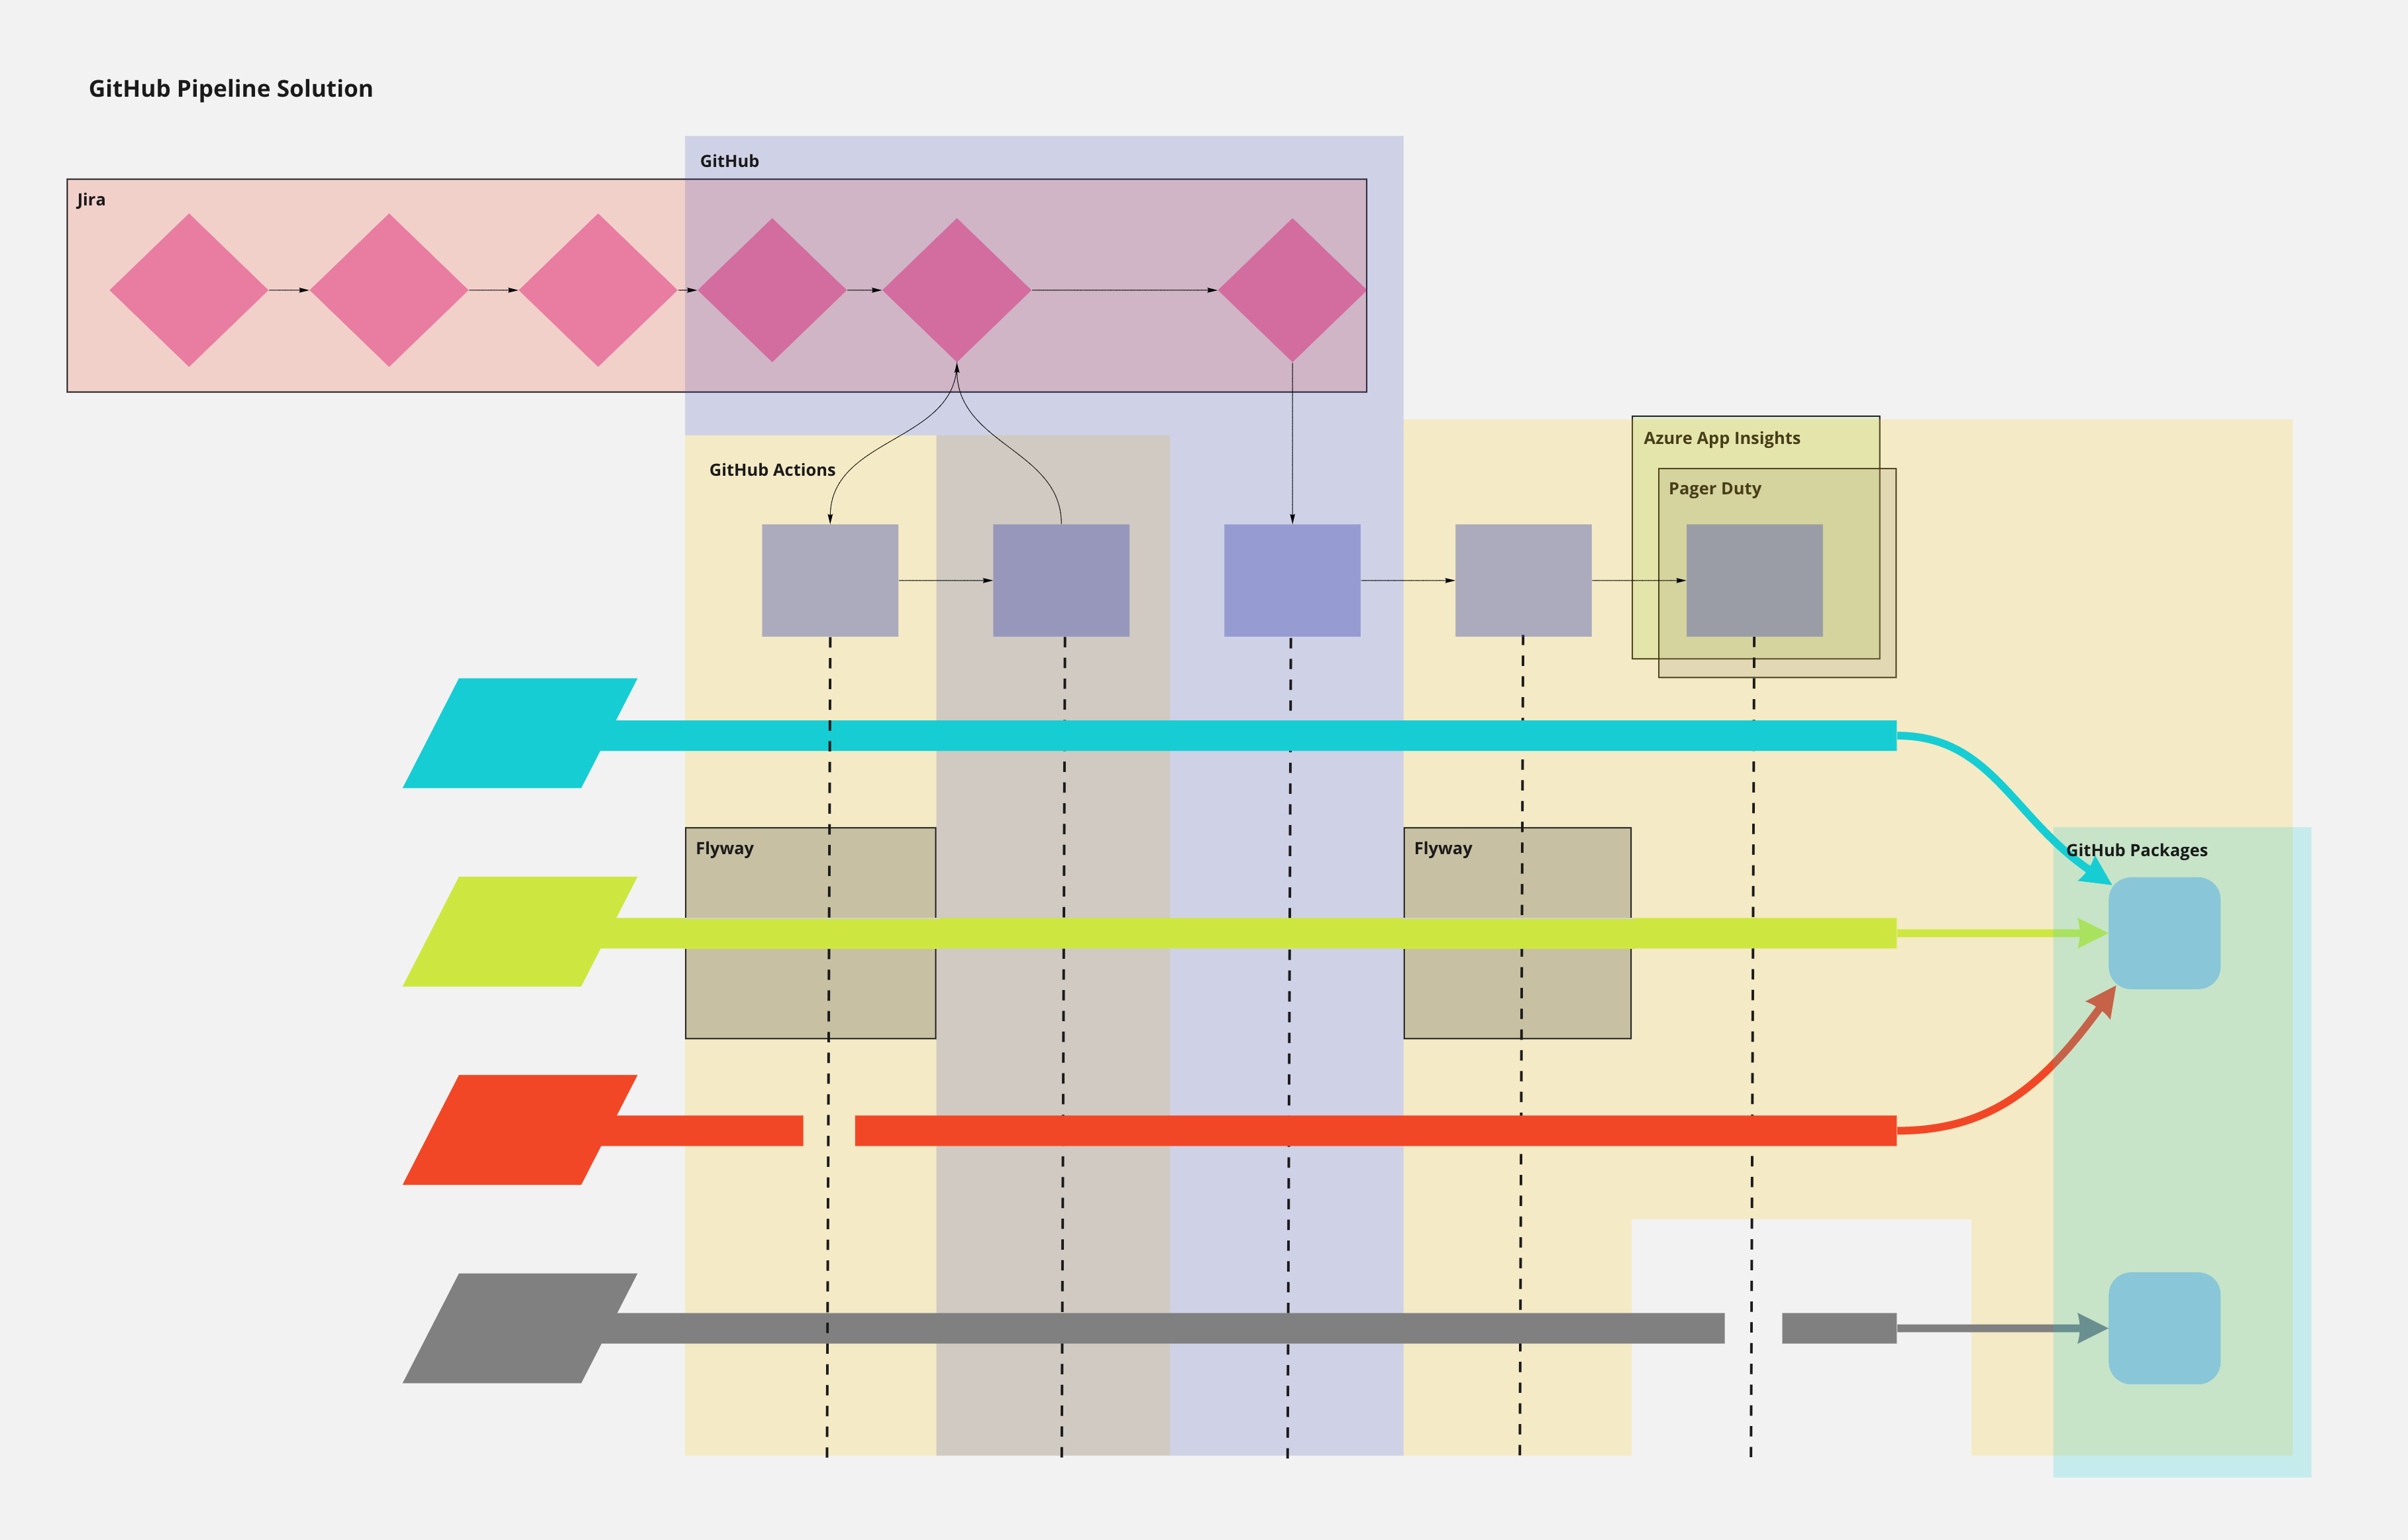 GitHub Pipeline Solution
GitHub
Jira
Azure App Insights
GitHub Actions
Pager Duty
Flyway
Flyway
GitHub Packages